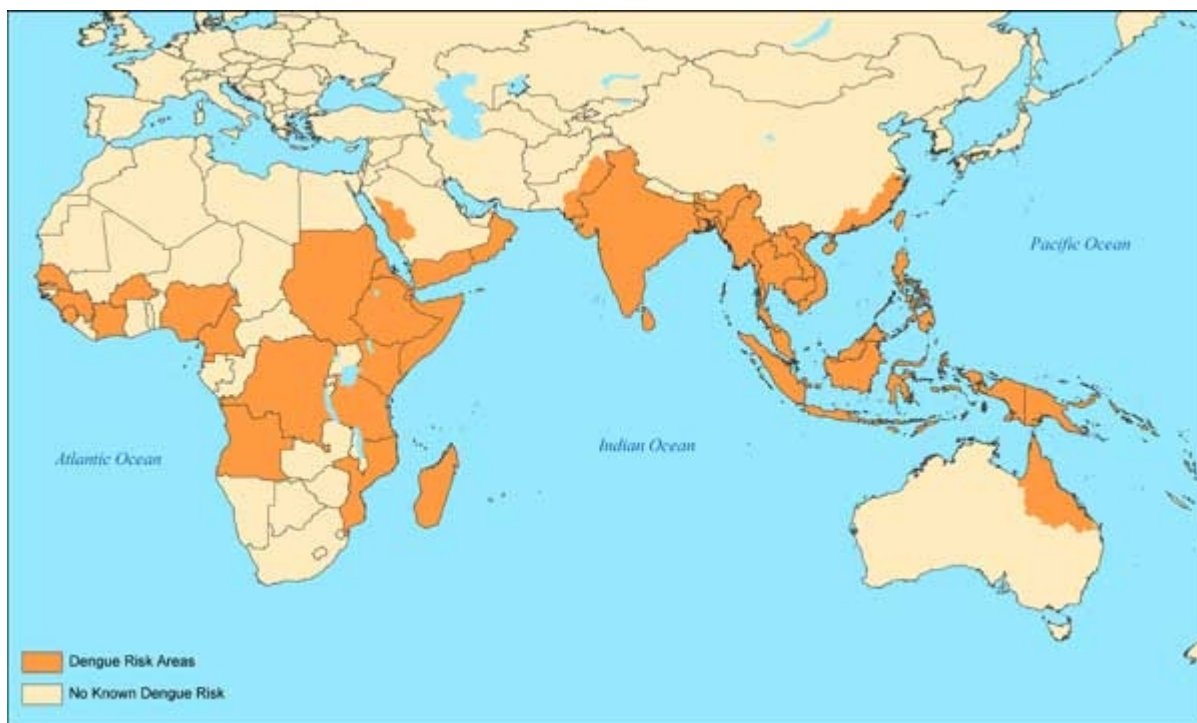 Pacific Ocean
Indian Ocean
Atlantic Ocean
Dengue Risk Areas
No Known Dengue Risk